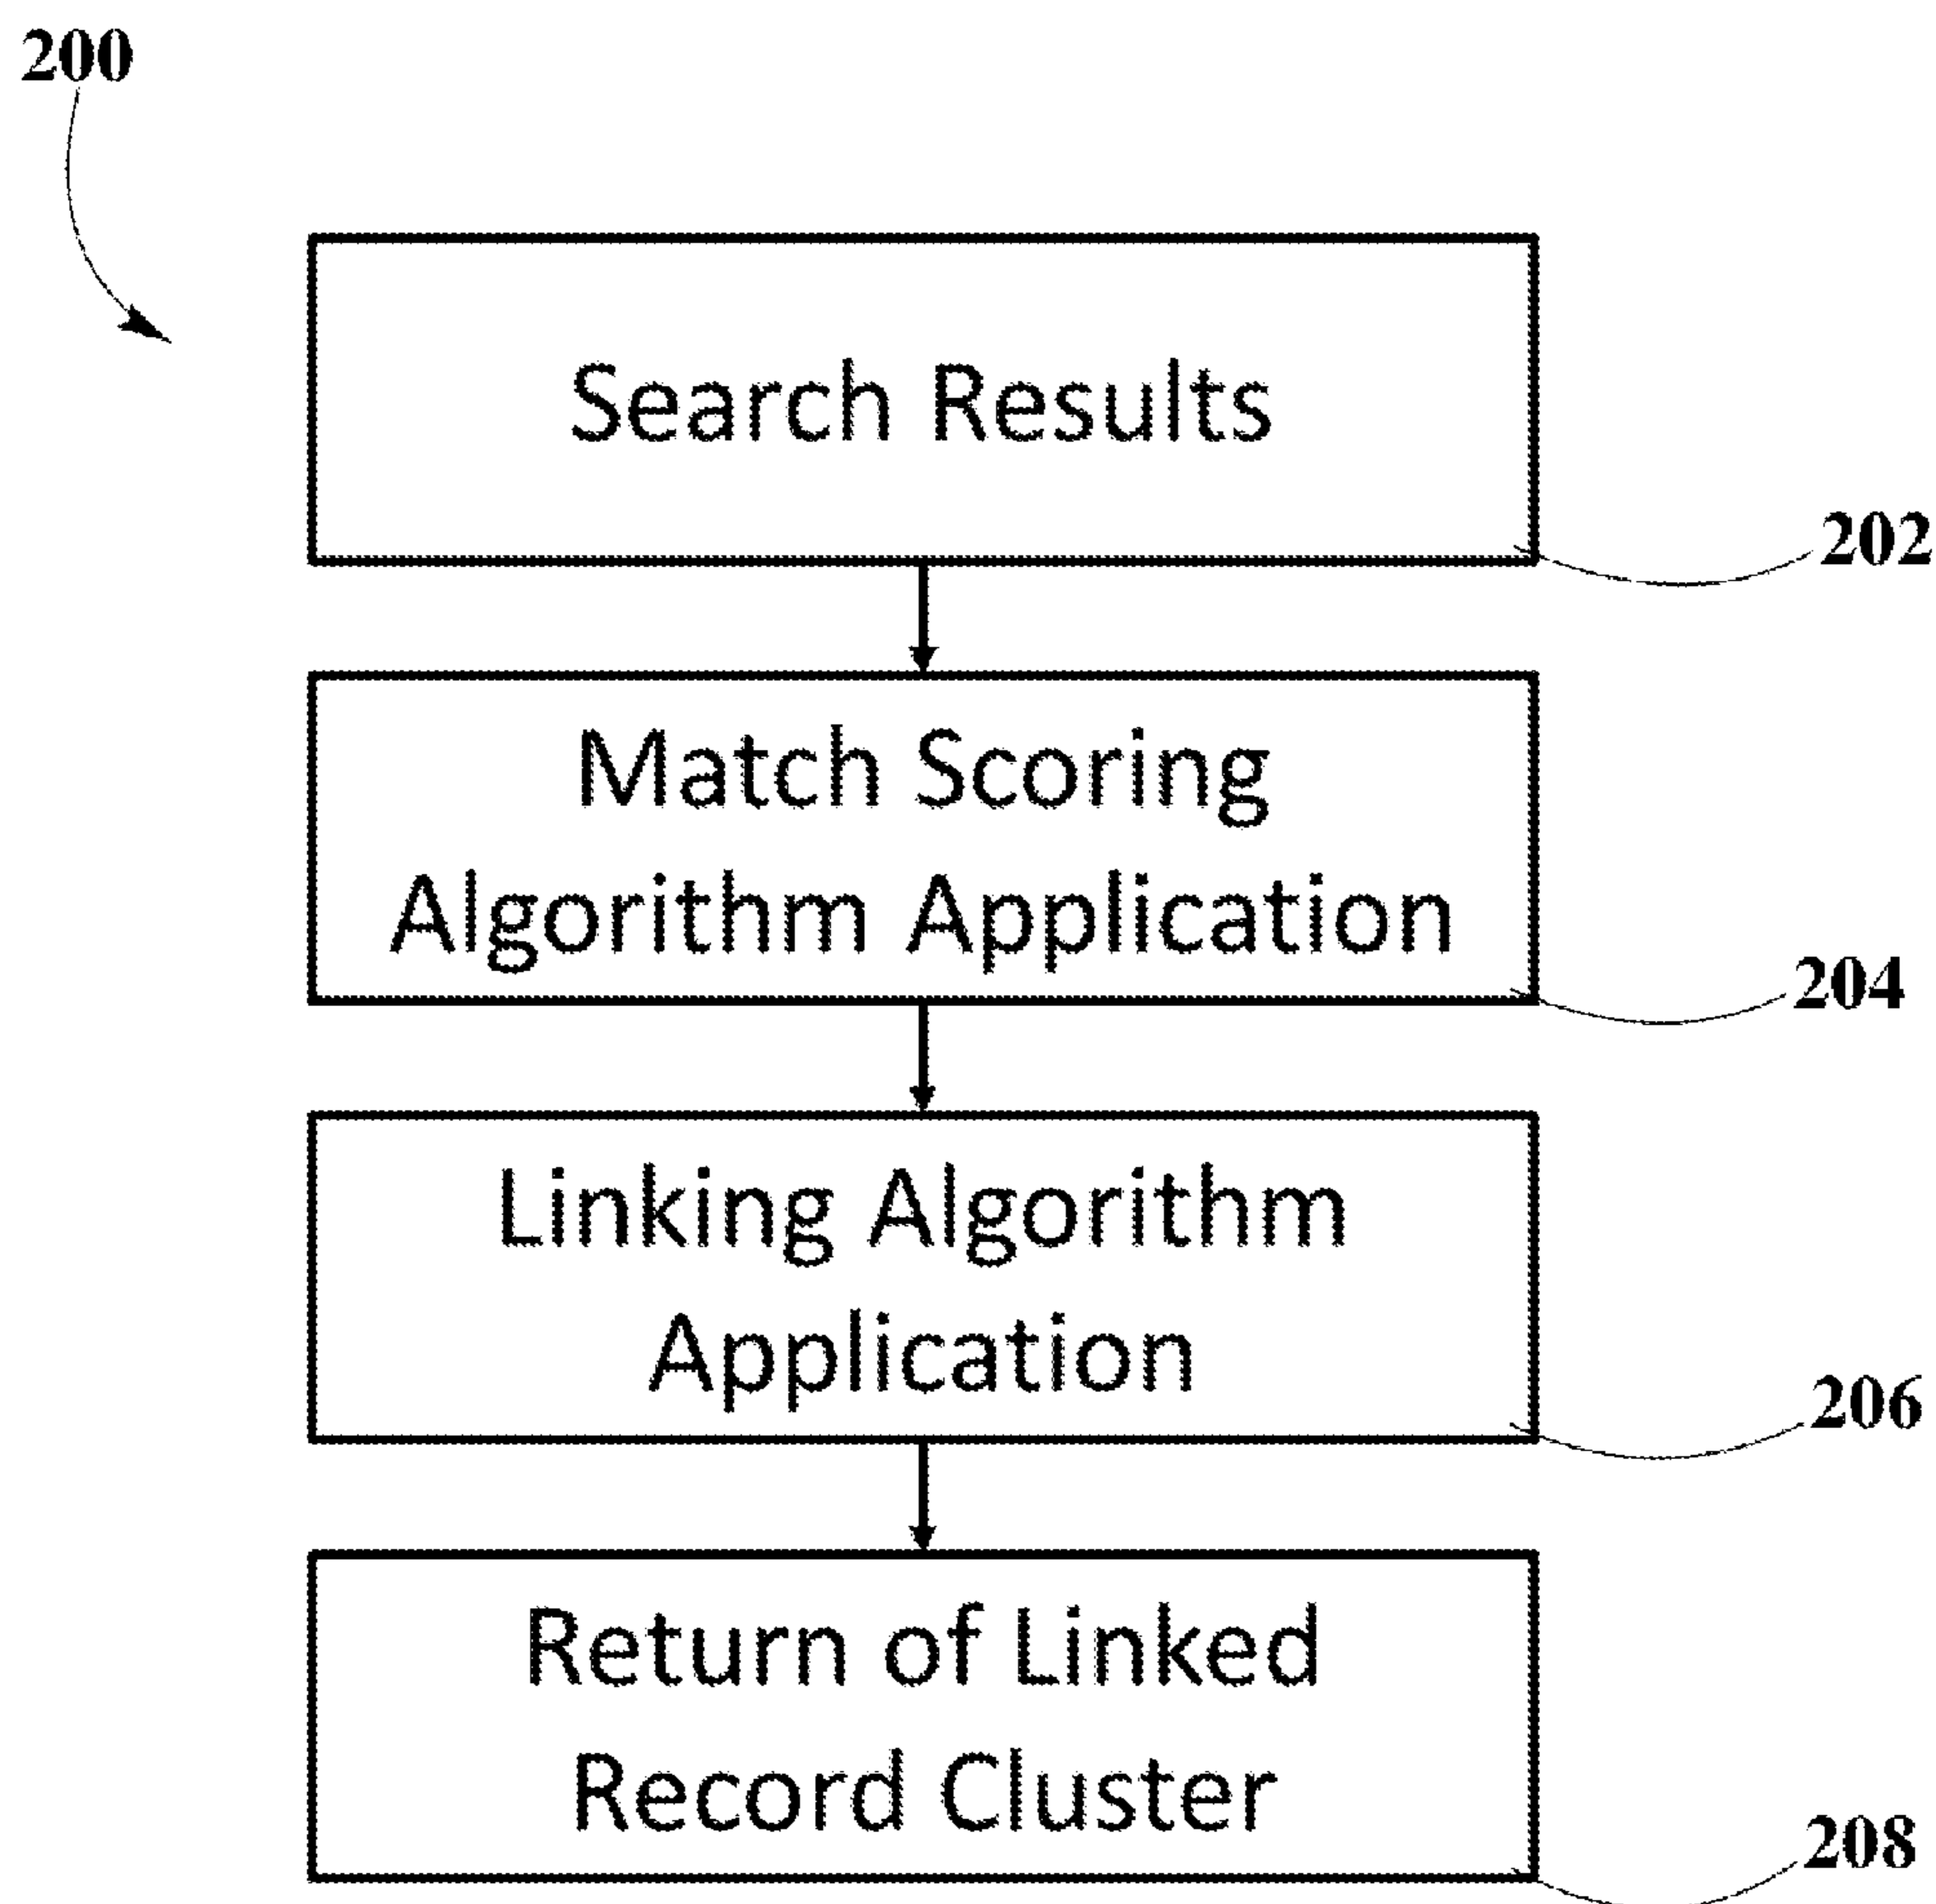 200
Search Results
202
Match Scoring
Algorithm Application
204
Linking Algorithm
Application
206
Return of Linked
Record Cluster
208